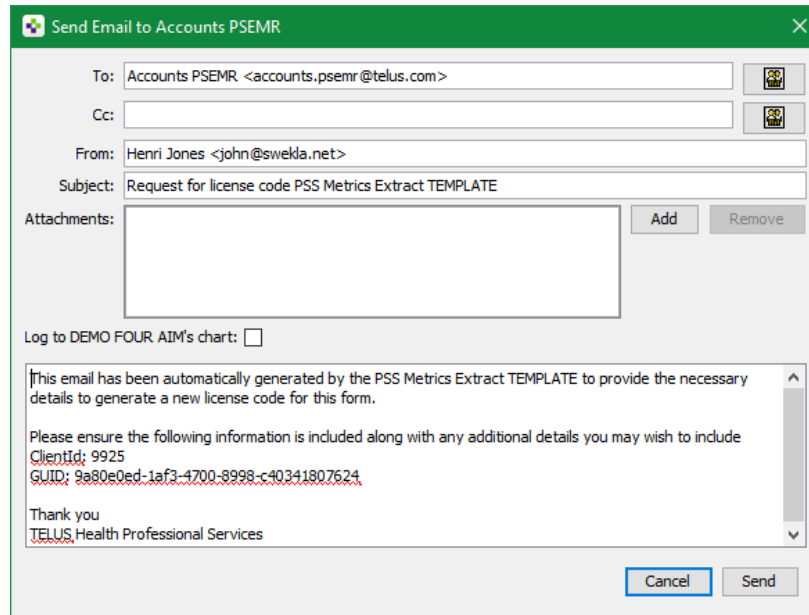 Send Email to Accounts PSEMR
To: Accounts PSEMR <accounts.psemr@telus.com>
Cc:
From: Henri Jones <john@swekla.net>
Subject: Request for license code PSS Metrics Extract TEMPLATE
Attachments: Add Remove
Log to DEMO FOUR AIM's chart:
This email has been automatically generated by the PSS Metrics Extract TEMPLATE to provide the necessary
details to generate a new license code for this form.
Please ensure the following information is included along with any additional details you may wish to include
ClientId: 9925
GUID: 9a80e0ed-1af3-4700-8998-c40341807624
Thank you
TELUS Health Professional Services
Cancel Send